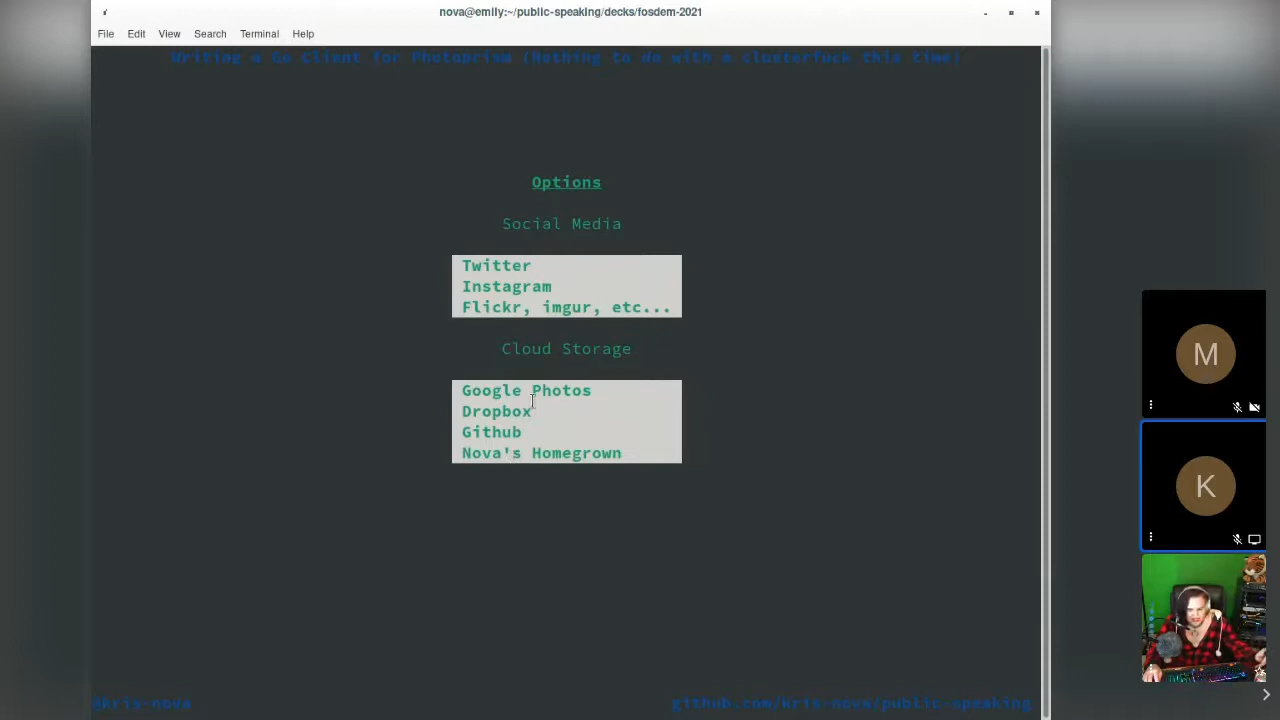 nova@emily:~/public-speaking/decks/fosdem-2021
File Edit View Search Terminal Help
Writing a Go Client for Photoprism (Nothing to do with a clusterfuck this time)
Options
Social Media
Twitter
Instagram
Flickr, imgur, etc...
Cloud Storage
Google Photos
Dropbox
Github
Nova's Homegrown
M
K
@kris-nova
github.com/kris-nova/public-speaking